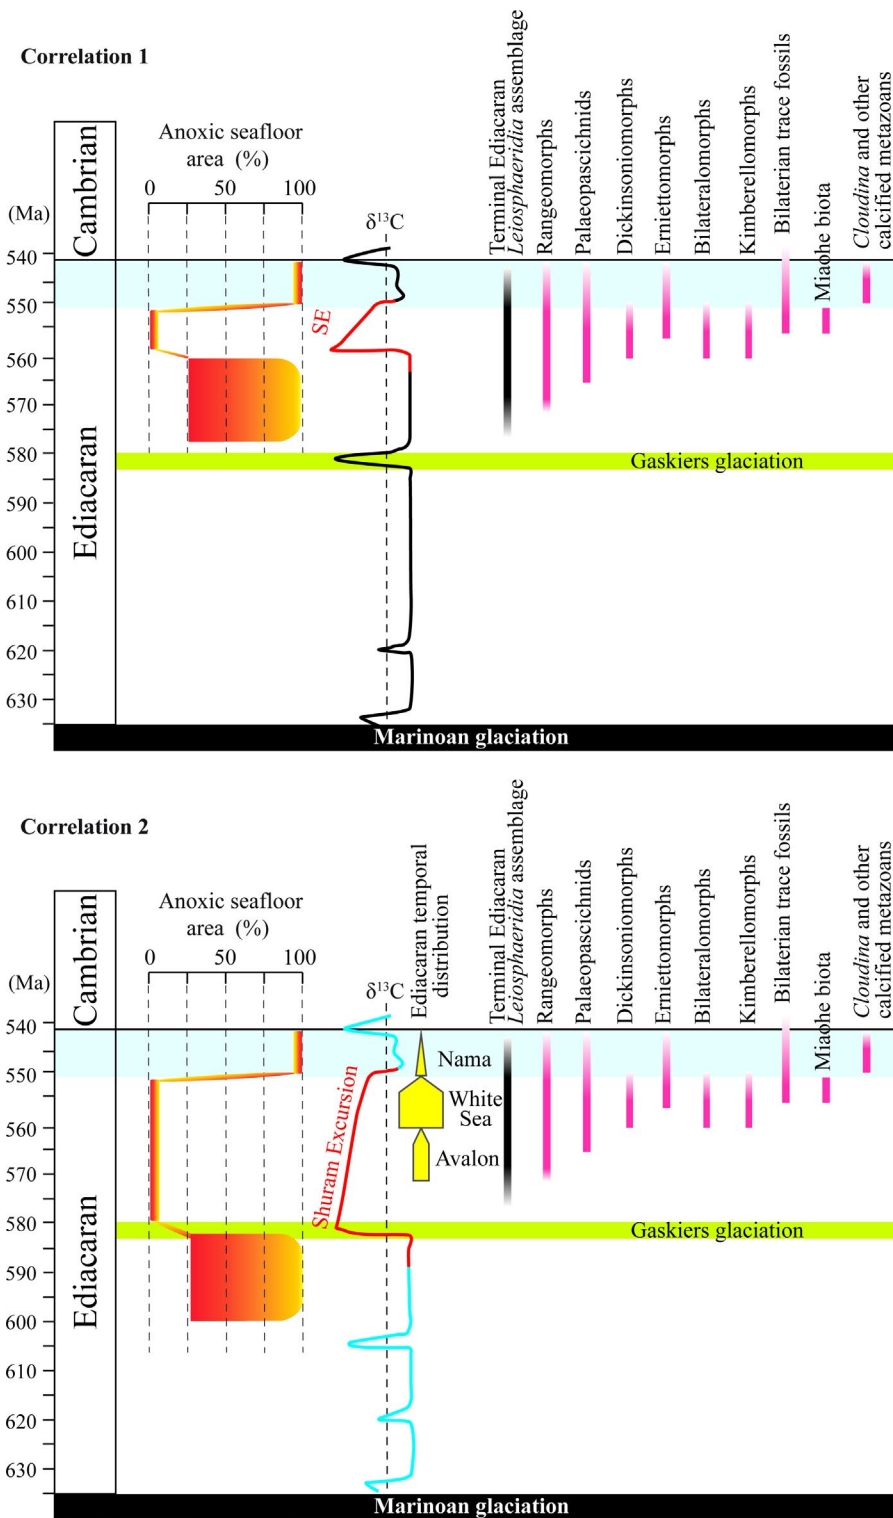 Correlation 1
Cambrian
Ediacaran
(Ma)
540
550
560
570
580
590
600
610
620
630
Anoxic seafloor
area (%)
0
50
100
δ¹³C
SE
Terminal Ediacaran
Leiosphaeridia assemblage
Rangeomorphs
Palaeopascichnids
Dickinsoniomorphs
Erniettomorphs
Bilateralomorphs
Kimberellomorphs
Bilaterian trace fossils
Miaohe biota
Cloudina and other
calcified metazoans
Gaskiers glaciation
Marinoan glaciation
Correlation 2
Cambrian
Ediacaran
(Ma)
540
550
560
570
580
590
600
610
620
630
Anoxic seafloor
area (%)
0
50
100
δ¹³C
Shuram Excursion
Ediacaran temporal
distribution
Nama
White
Sea
Avalon
Terminal Ediacaran
Leiosphaeridia assemblage
Rangeomorphs
Palaeopascichnids
Dickinsoniomorphs
Erniettomorphs
Bilateralomorphs
Kimberellomorphs
Bilaterian trace fossils
Miaohe biota
Cloudina and other
calcified metazoans
Gaskiers glaciation
Marinoan glaciation